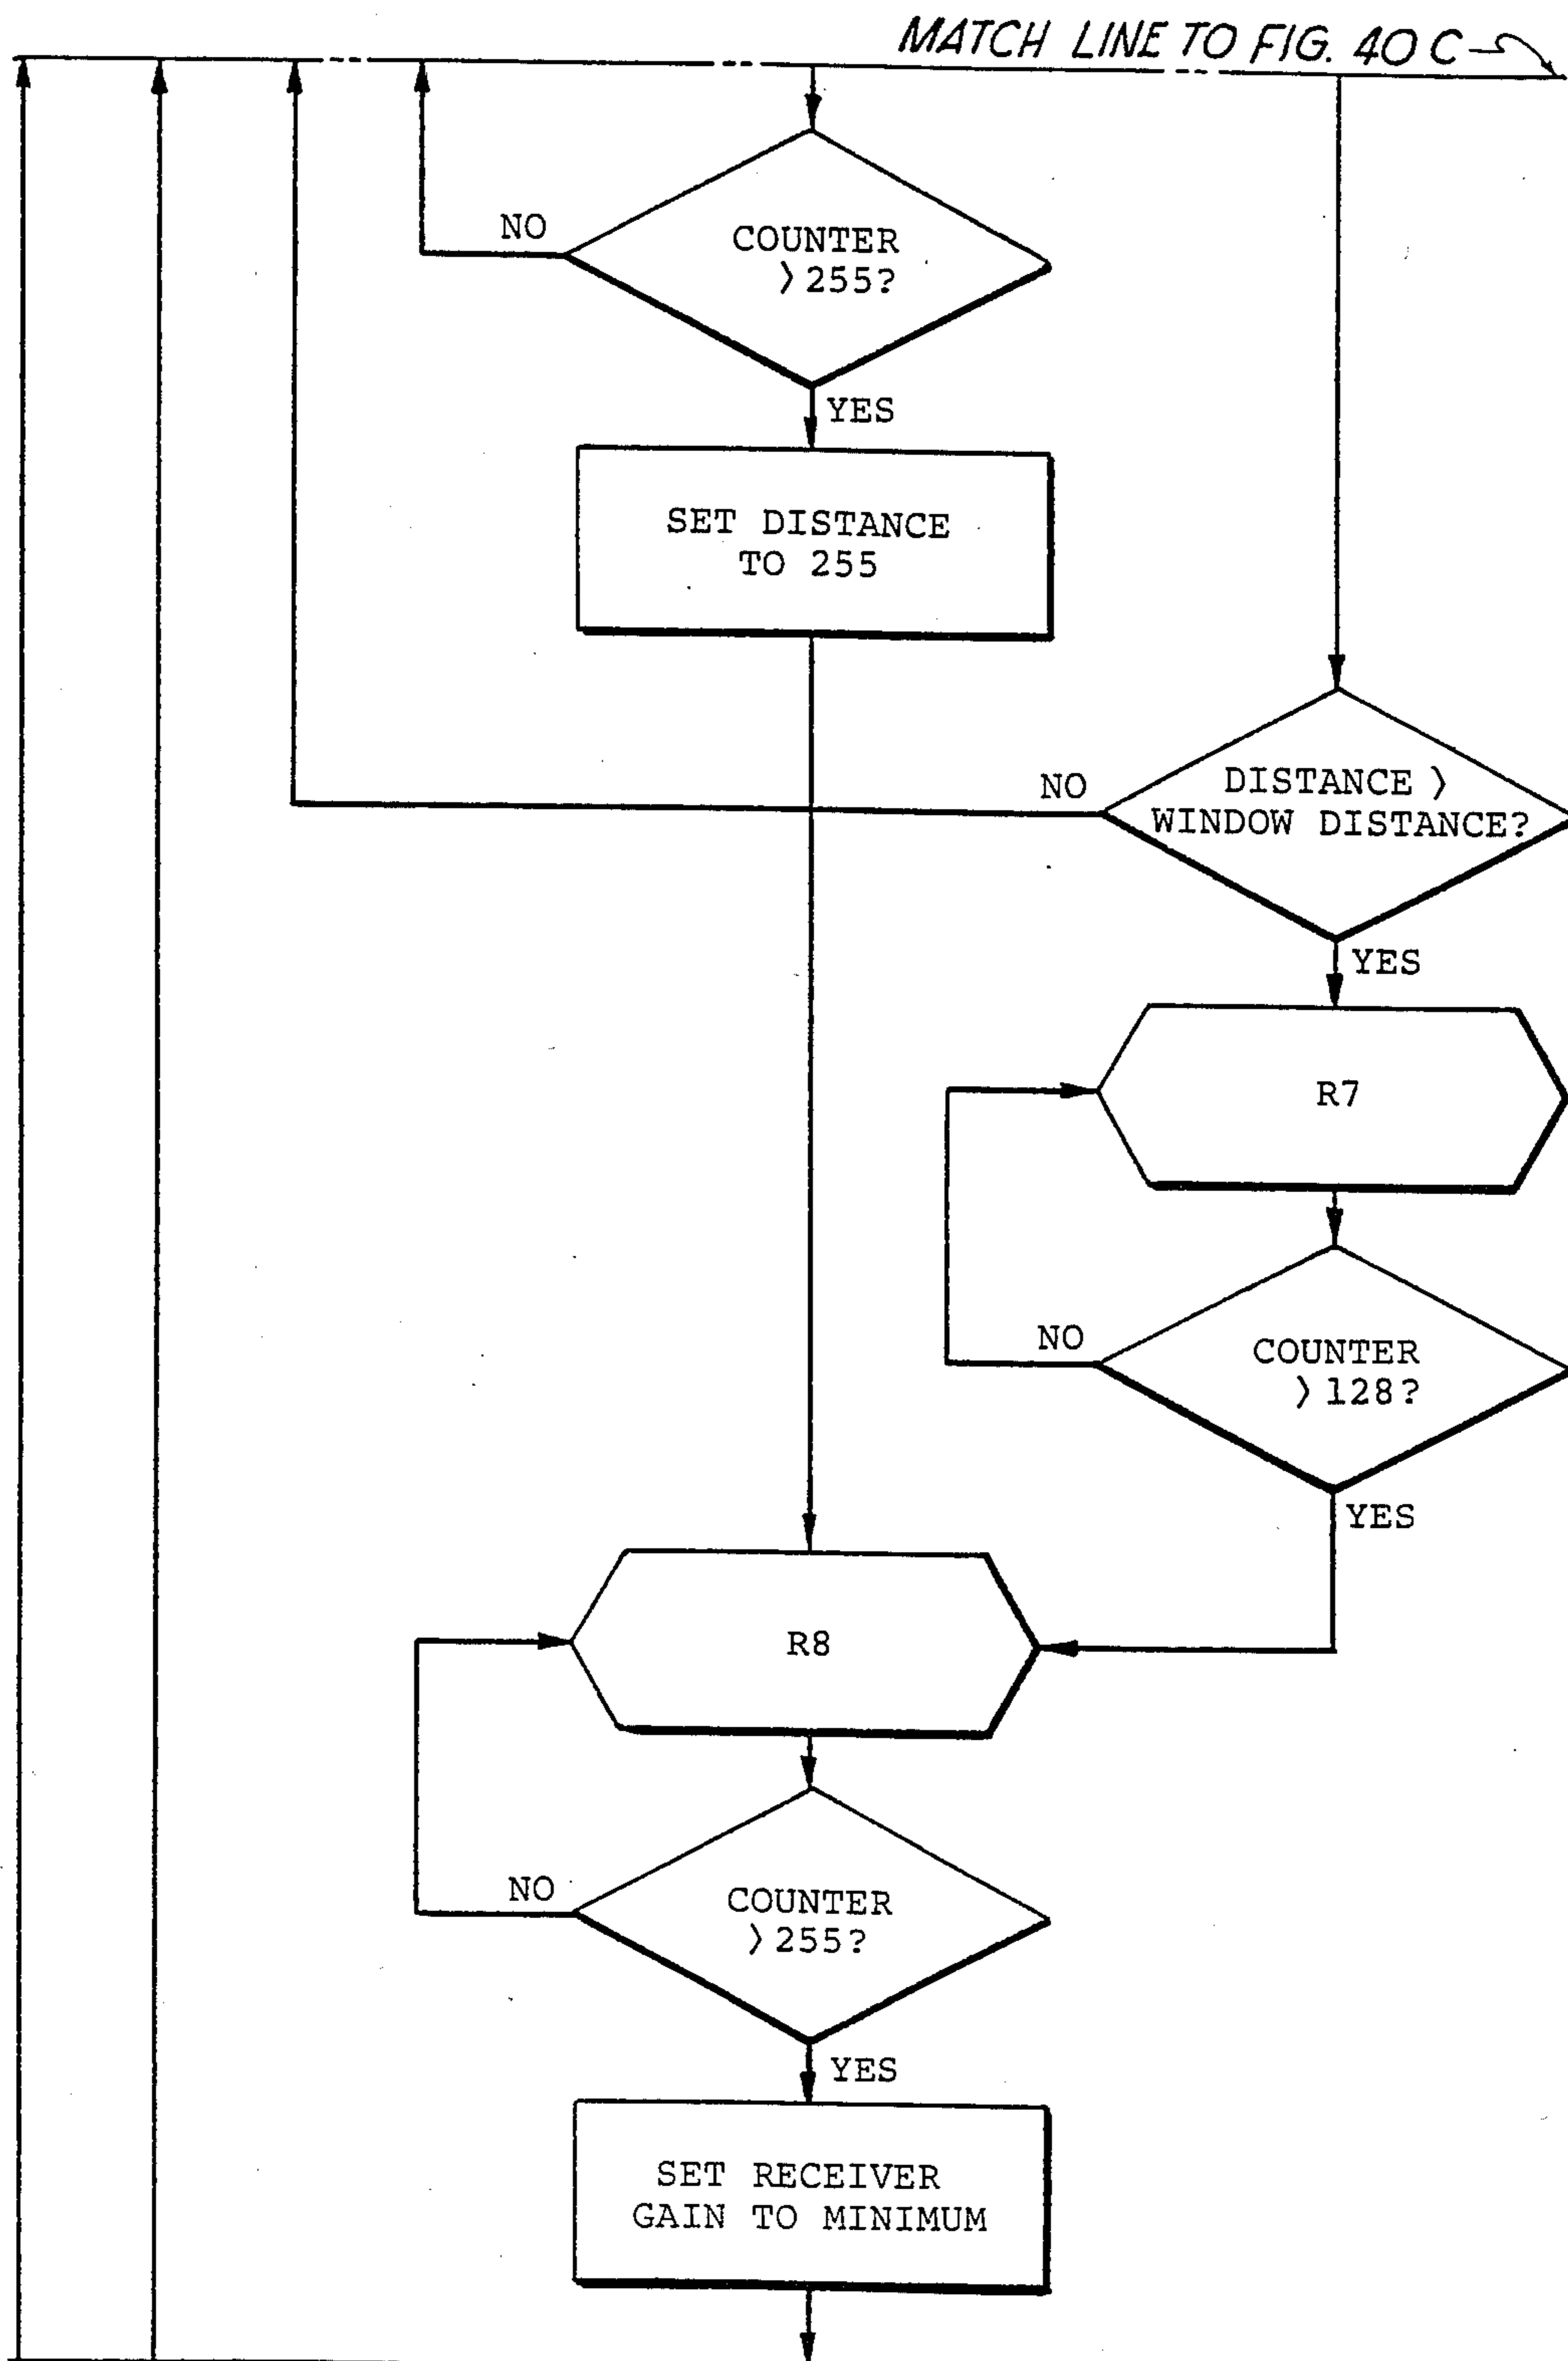 MATCH LINE TO FIG. 40 C
NO
COUNTER
> 255?
YES
SET DISTANCE
TO 255
NO
DISTANCE >
WINDOW DISTANCE?
YES
R7
NO
COUNTER
> 128?
YES
R8
NO
COUNTER
> 255?
YES
SET RECEIVER
GAIN TO MINIMUM